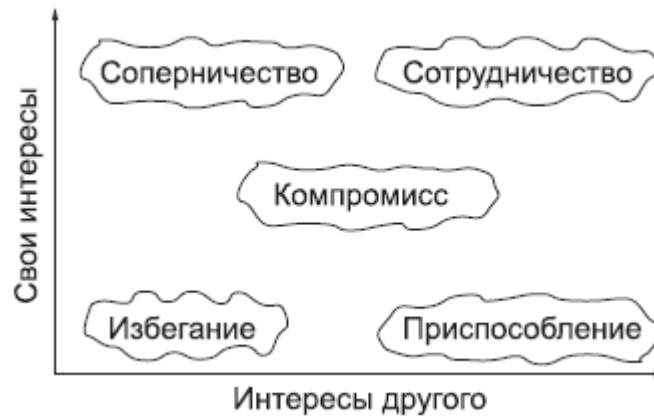 Свои интересы
Соперничество
Сотрудничество
Компромисс
Избегание
Приспособление
Интересы другого